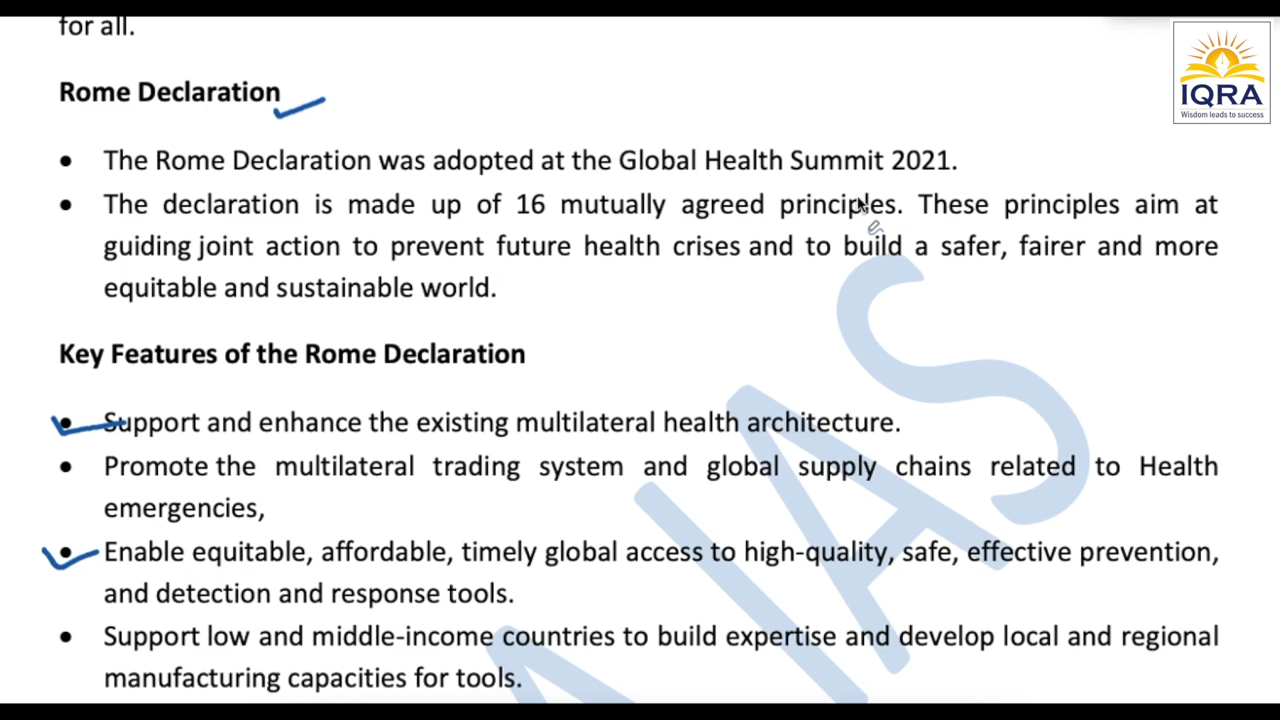 for all.
IQRA
Wisdom leads to success
Rome Declaration
• The Rome Declaration was adopted at the Global Health Summit 2021.
• The declaration is made up of 16 mutually agreed principles. These principles aim at
guiding joint action to prevent future health crises and to build a safer, fairer and more
equitable and sustainable world.
Key Features of the Rome Declaration
• Support and enhance the existing multilateral health architecture.
• Promote the multilateral trading system and global supply chains related to Health
emergencies,
• Enable equitable, affordable, timely global access to high-quality, safe, effective prevention,
and detection and response tools.
• Support low and middle-income countries to build expertise and develop local and regional
manufacturing capacities for tools.
IAS